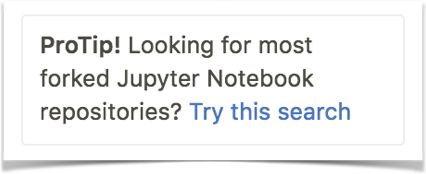 ProTip! Looking for most
forked Jupyter Notebook
repositories? Try this search